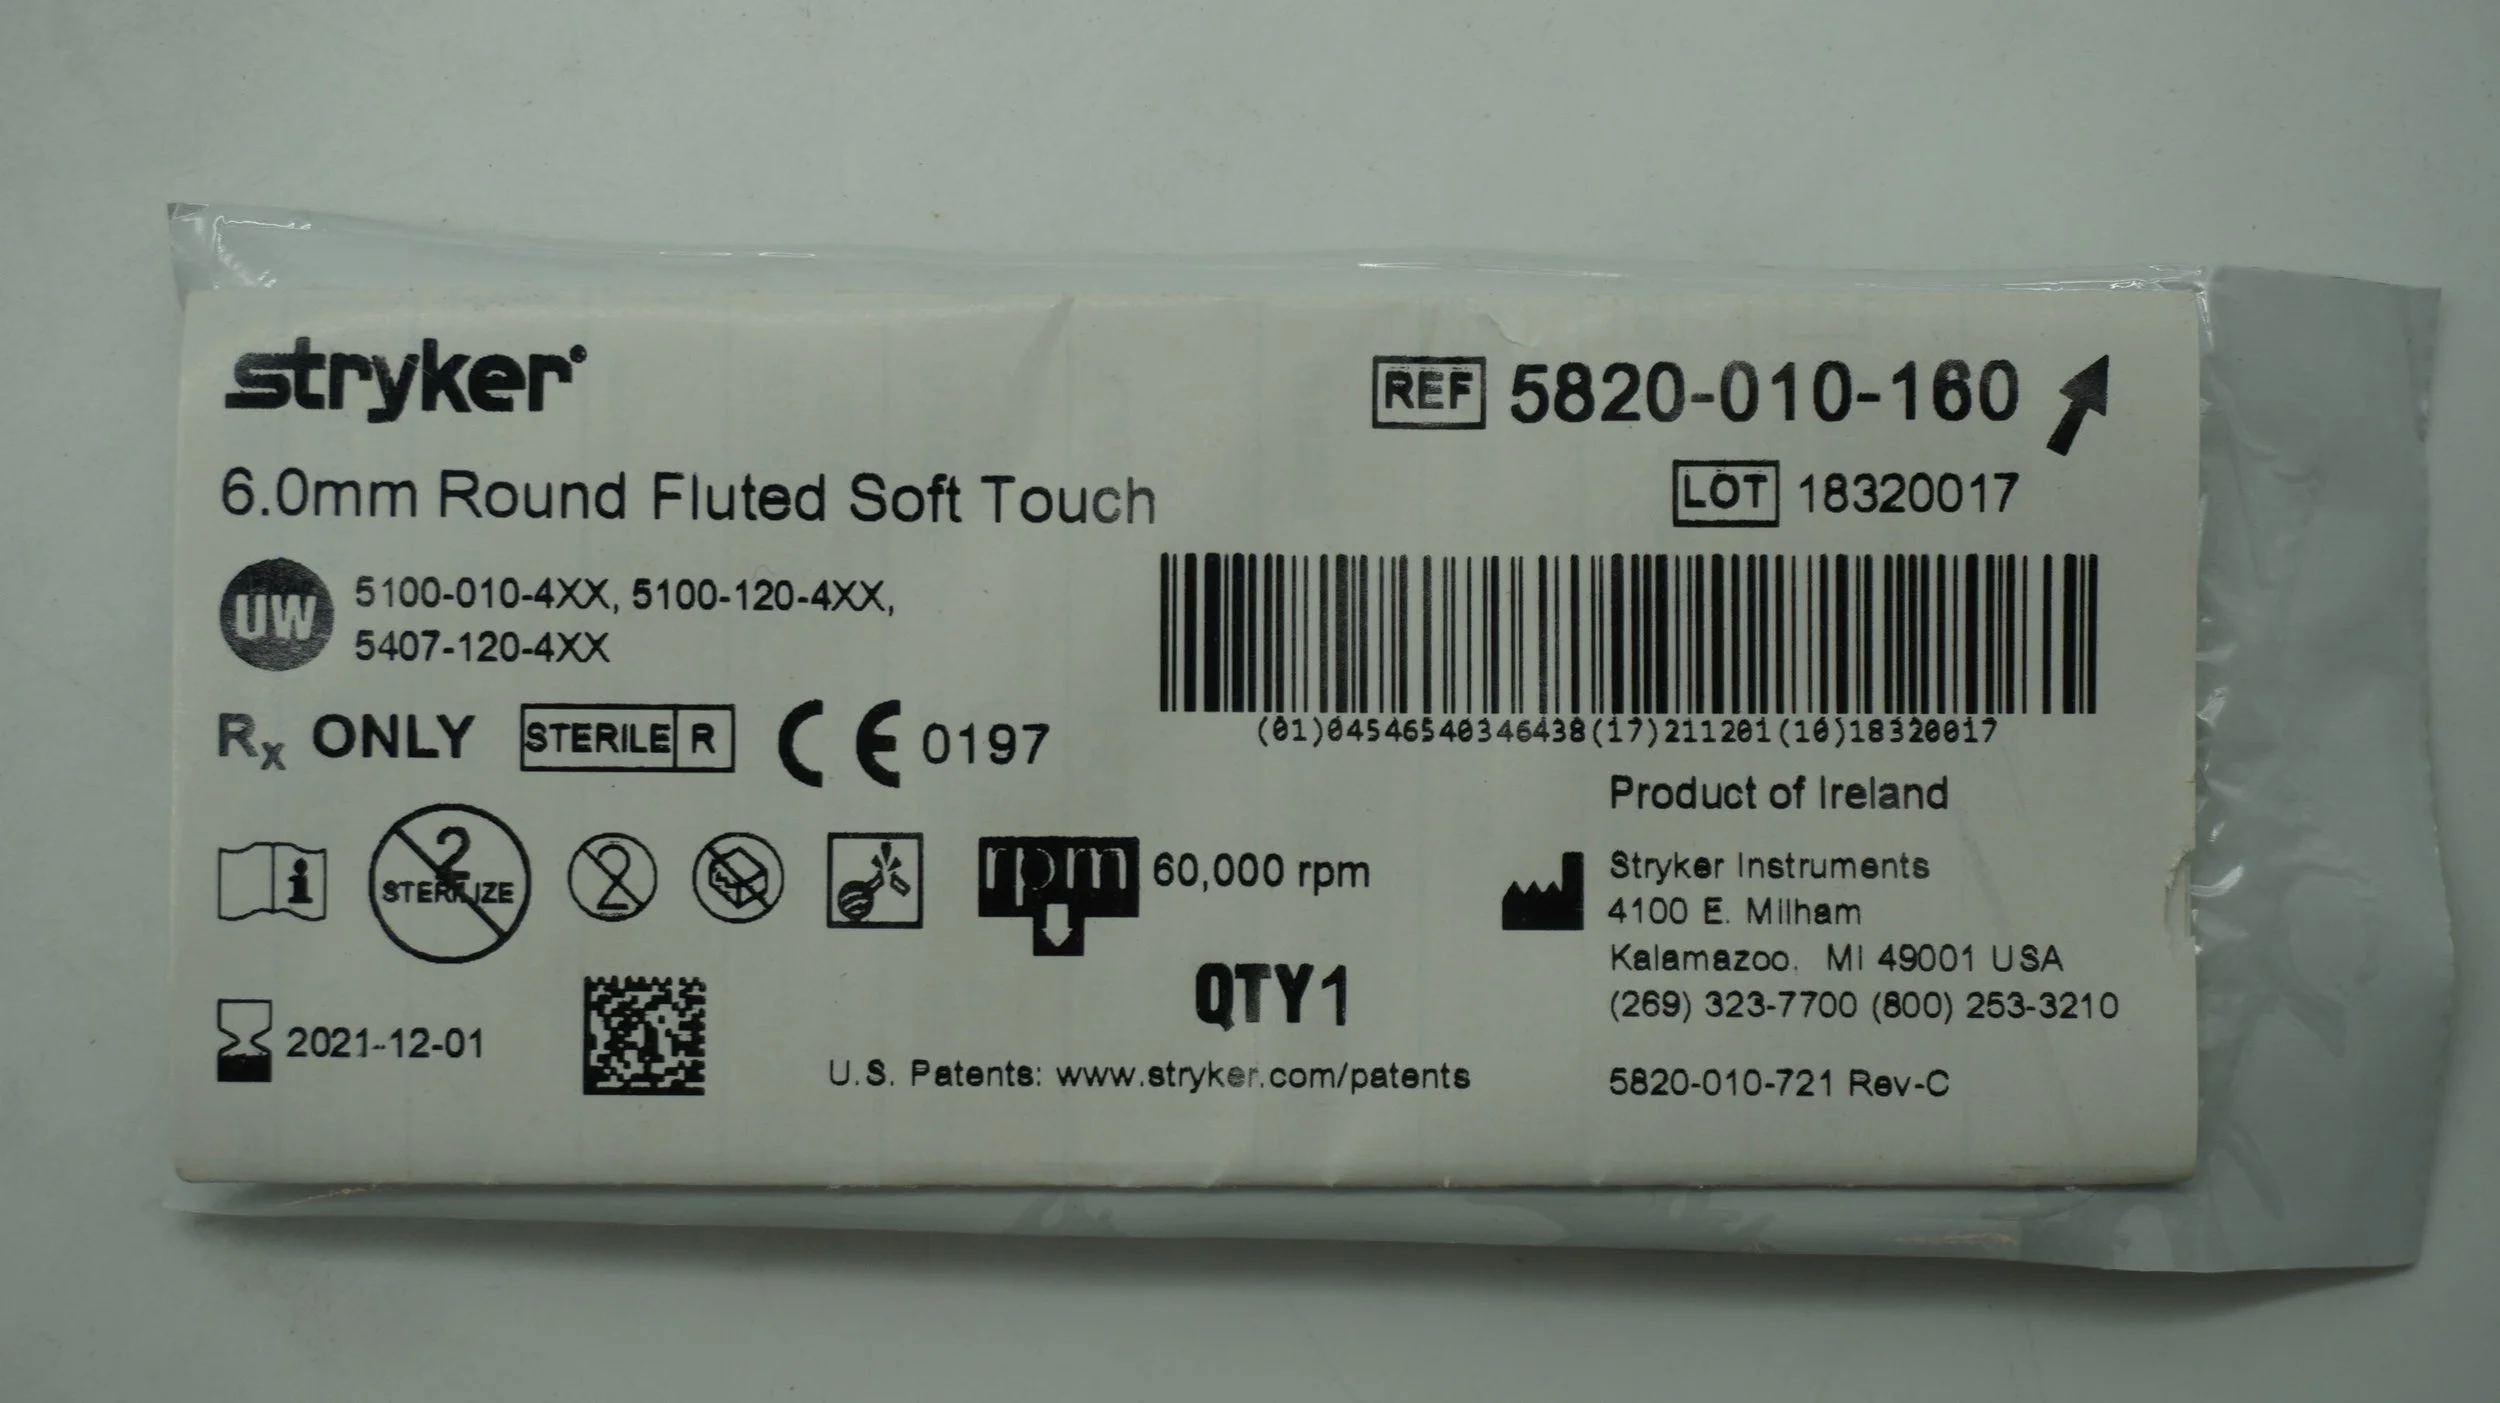 stryker®
REF 5820-010-160
6.0mm Round Fluted Soft Touch
LOT 18320017
UW 5100-010-4XX, 5100-120-4XX,
5407-120-4XX
(01)04546540346438(17)211201(10)18320017
Rx ONLY STERILE R CE 0197
Product of Ireland
2 STERILIZE 2 rpm 60,000 rpm
Stryker Instruments
4100 E. Milham
Kalamazoo, MI 49001 USA
(269) 323-7700 (800) 253-3210
QTY1
2021-12-01
U.S. Patents: www.stryker.com/patents
5820-010-721 Rev-C